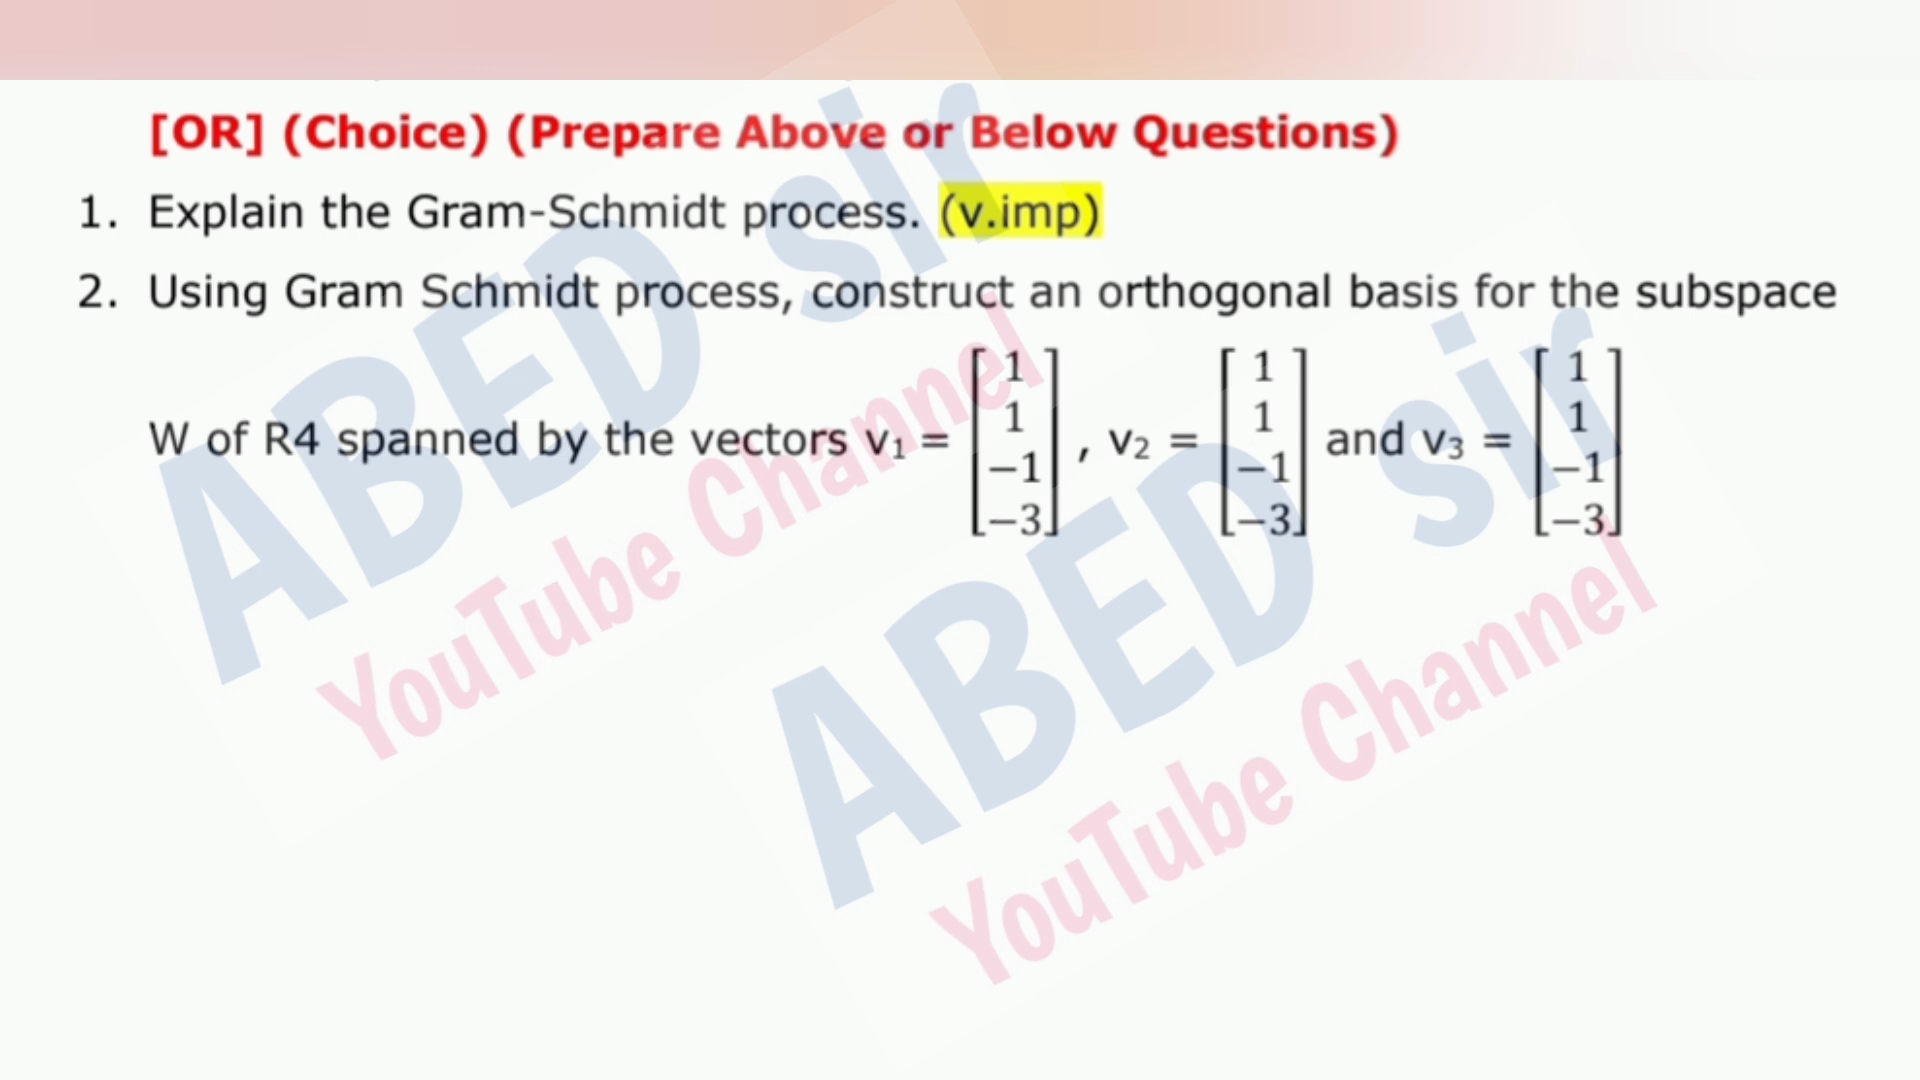 [OR] (Choice) (Prepare Above or Below Questions)
1. Explain the Gram-Schmidt process. (v.imp)
2. Using Gram Schmidt process, construct an orthogonal basis for the subspace
W of R4 spanned by the vectors v₁ = [1 1 −1 −3] , v₂ = [1 1 −1 −3] and v₃ = [1 1 −1 −3]
ABED sir
YouTube Channel
ABED sir
YouTube Channel